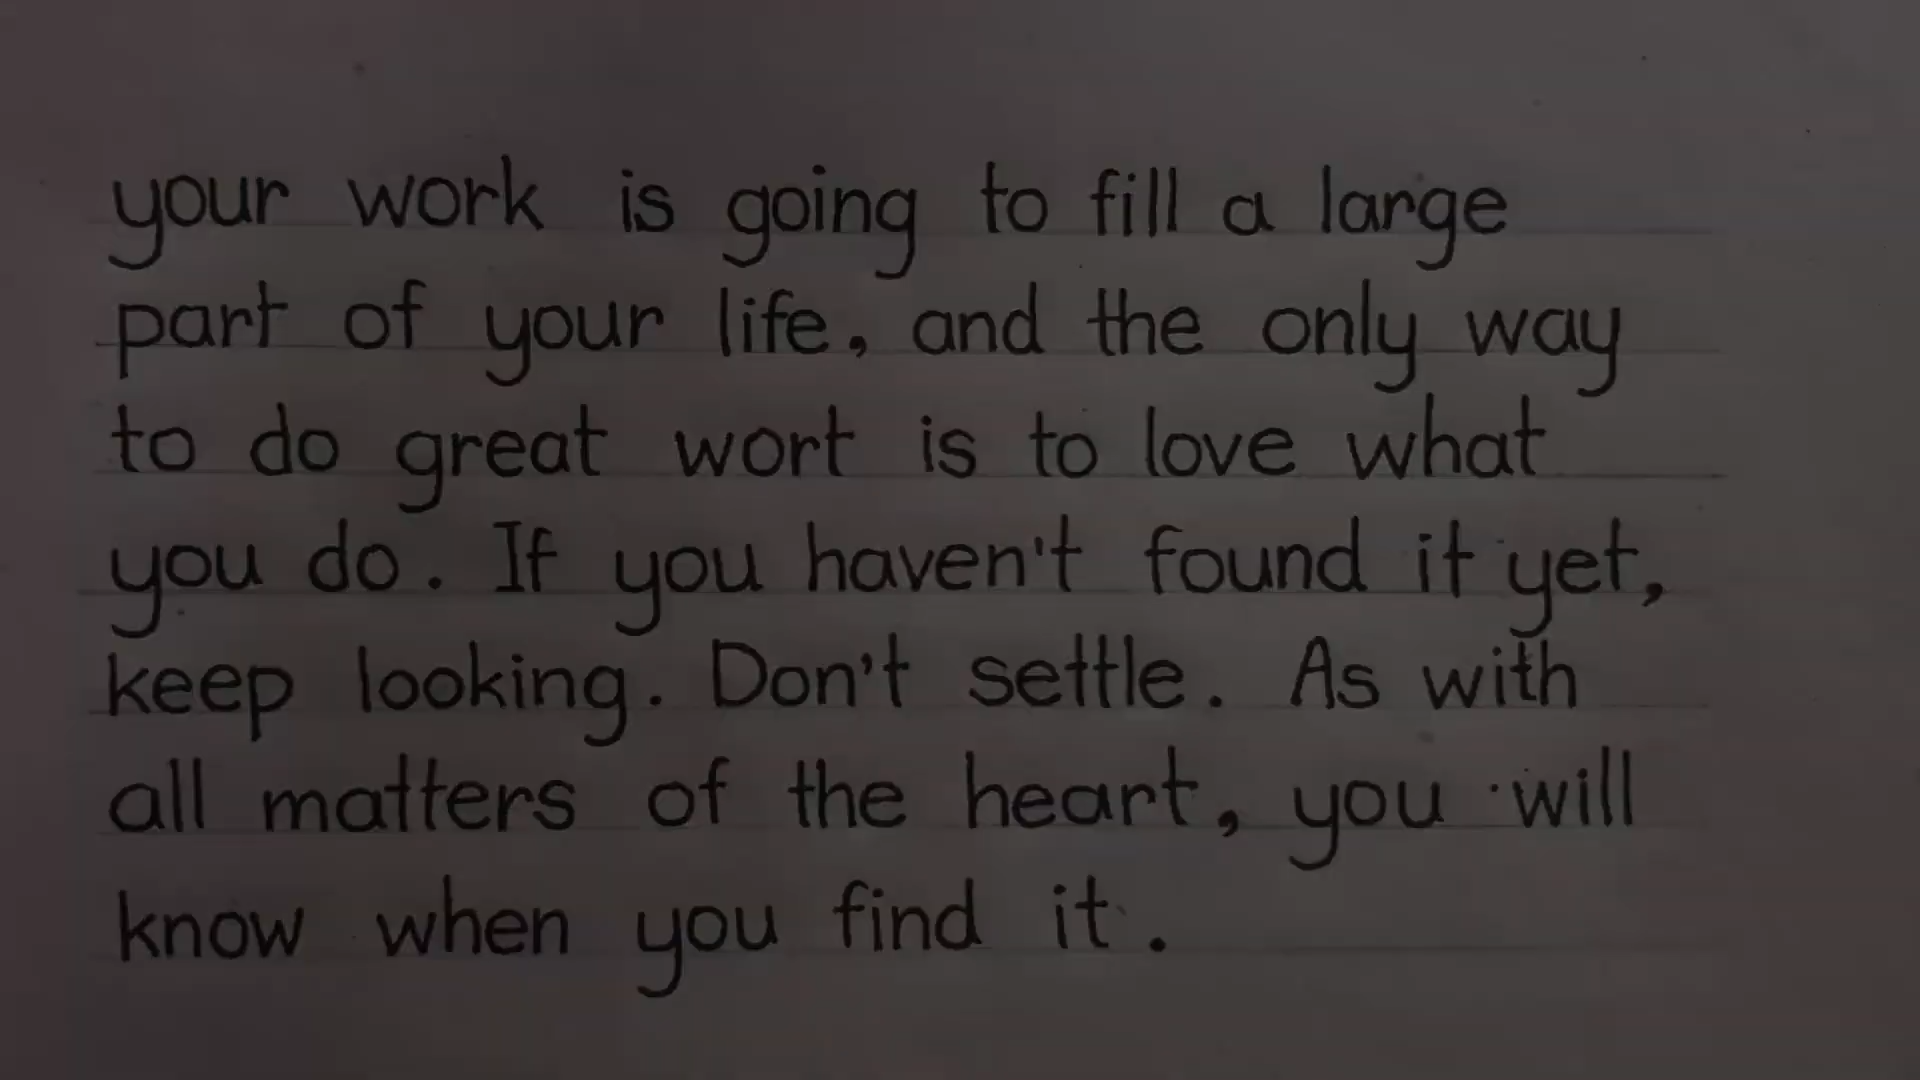 your work is going to fill a large
part of your life, and the only way
to do great wort is to love what
you do. If you haven't found it yet,
keep looking. Don't settle. As with
all matters of the heart, you will
know when you find it.